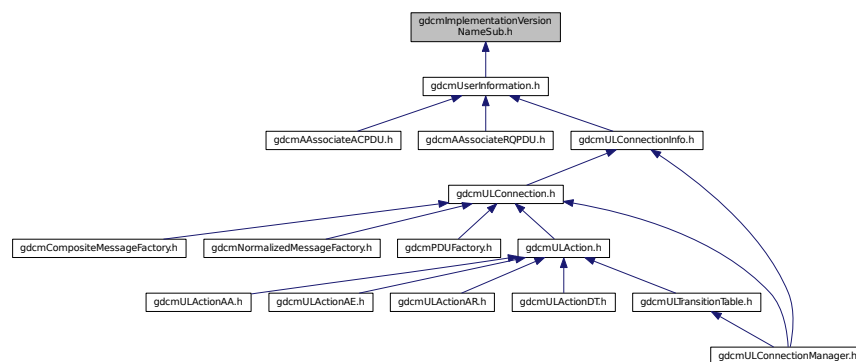 gdcmImplementationVersion
NameSub.h
gdcmUserInformation.h
gdcmAAssociateACPDU.h
gdcmAAssociateRQPDU.h
gdcmULConnectionInfo.h
gdcmULConnection.h
gdcmCompositeMessageFactory.h
gdcmNormalizedMessageFactory.h
gdcmPDUFactory.h
gdcmULAction.h
gdcmULActionAA.h
gdcmULActionAE.h
gdcmULActionAR.h
gdcmULActionDT.h
gdcmULTransitionTable.h
gdcmULConnectionManager.h